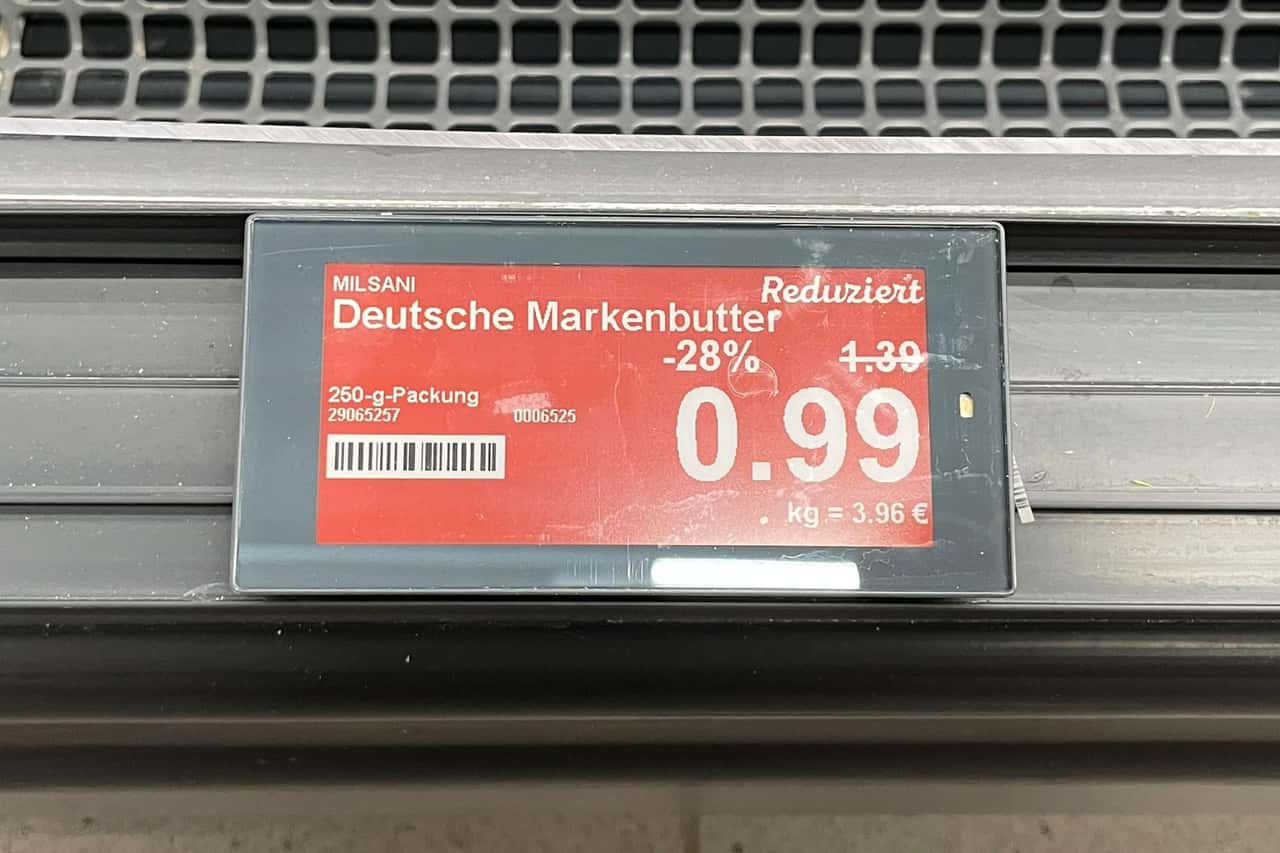 MILSANI
Reduziert
Deutsche Markenbutter
-28% 1.39
250-g-Packung
29065257 0006525
0.99
kg = 3.96 €